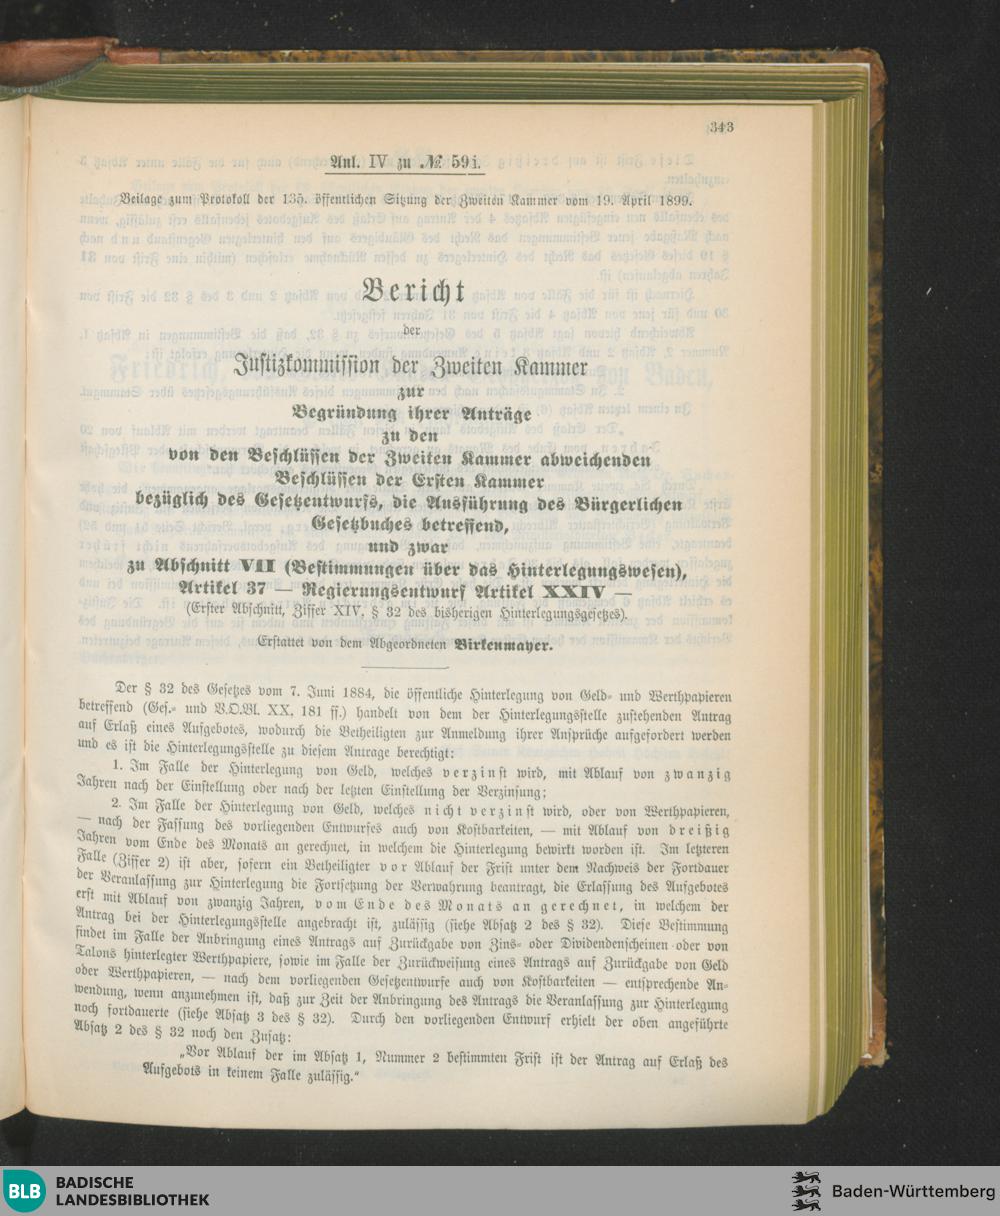 343
Anl. IV zu № 59i.
Beilage zum Protokoll der 135. öffentlichen Sitzung der Zweiten Kammer vom 19. April 1899.
Bericht
der
Justizkommission der Zweiten Kammer
zur
Begründung ihrer Anträge
zu den
von den Beschlüssen der Zweiten Kammer abweichenden
Beschlüssen der Ersten Kammer
bezüglich des Gesetzentwurfs, die Ausführung des Bürgerlichen
Gesetzbuches betreffend,
und zwar
zu Abschnitt VII (Bestimmungen über das Hinterlegungswesen),
Artikel 37 — Regierungsentwurf Artikel XXIV —
(Erster Abschnitt, Ziffer XIV, § 32 des bisherigen Hinterlegungsgesetzes).
Erstattet von dem Abgeordneten Birkenmayer.
Der § 32 des Gesetzes vom 7. Juni 1884, die öffentliche Hinterlegung von Geld- und Werthpapieren
betreffend (Ges.- und V.O.Bl. XX, 181 ff.) handelt von dem der Hinterlegungsstelle zustehenden Antrag
auf Erlaß eines Aufgebotes, wodurch die Betheiligten zur Anmeldung ihrer Ansprüche aufgefordert werden
und es ist die Hinterlegungsstelle zu diesem Antrage berechtigt:
1. Im Falle der Hinterlegung von Geld, welches verzinst wird, mit Ablauf von zwanzig
Jahren nach der Einstellung oder nach der letzten Einstellung der Verzinsung;
2. Im Falle der Hinterlegung von Geld, welches nicht verzinst wird, oder von Werthpapieren,
— nach der Fassung des vorliegenden Entwurfes auch von Kostbarkeiten, — mit Ablauf von dreißig
Jahren vom Ende des Monats an gerechnet, in welchem die Hinterlegung bewirkt worden ist. Im letzteren
Falle (Ziffer 2) ist aber, sofern ein Betheiligter vor Ablauf der Frist unter dem Nachweis der Fortdauer
der Veranlassung zur Hinterlegung die Fortsetzung der Verwahrung beantragt, die Erlassung des Aufgebotes
erst mit Ablauf von zwanzig Jahren, vom Ende des Monats an gerechnet, in welchem der
Antrag bei der Hinterlegungsstelle angebracht ist, zulässig (siehe Absatz 2 des § 32). Diese Bestimmung
findet im Falle der Anbringung eines Antrags auf Zurückgabe von Zins- oder Dividendenscheinen oder von
Talons hinterlegter Werthpapiere, sowie im Falle der Zurückweisung eines Antrags auf Zurückgabe von Geld
oder Werthpapieren, — nach dem vorliegenden Gesetzentwurfe auch von Kostbarkeiten — entsprechende An-
wendung, wenn anzunehmen ist, daß zur Zeit der Anbringung des Antrags die Veranlassung zur Hinterlegung
noch fortdauerte (siehe Absatz 3 des § 32). Durch den vorliegenden Entwurf erhielt der oben angeführte
Absatz 2 des § 32 noch den Zusatz:
„Vor Ablauf der im Absatz 1, Nummer 2 bestimmten Frist ist der Antrag auf Erlaß des
Aufgebots in keinem Falle zulässig.“
BLB BADISCHE
LANDESBIBLIOTHEK
Baden-Württemberg